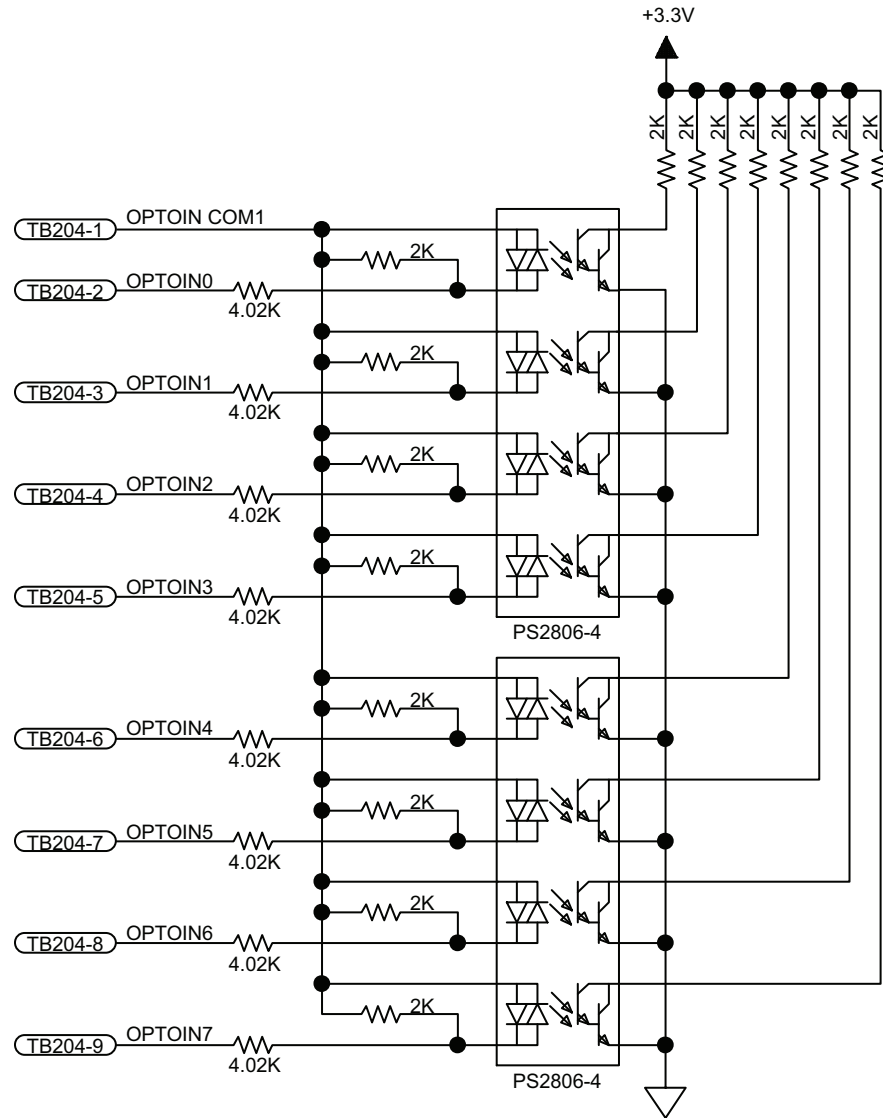 +3.3V
2K 2K 2K 2K 2K 2K 2K 2K
TB204-1 OPTOIN COM1
2K
TB204-2 OPTOIN0
4.02K
2K
TB204-3 OPTOIN1
4.02K
2K
TB204-4 OPTOIN2
4.02K
2K
TB204-5 OPTOIN3
4.02K
PS2806-4
2K
TB204-6 OPTOIN4
4.02K
2K
TB204-7 OPTOIN5
4.02K
2K
TB204-8 OPTOIN6
4.02K
2K
TB204-9 OPTOIN7
4.02K
PS2806-4